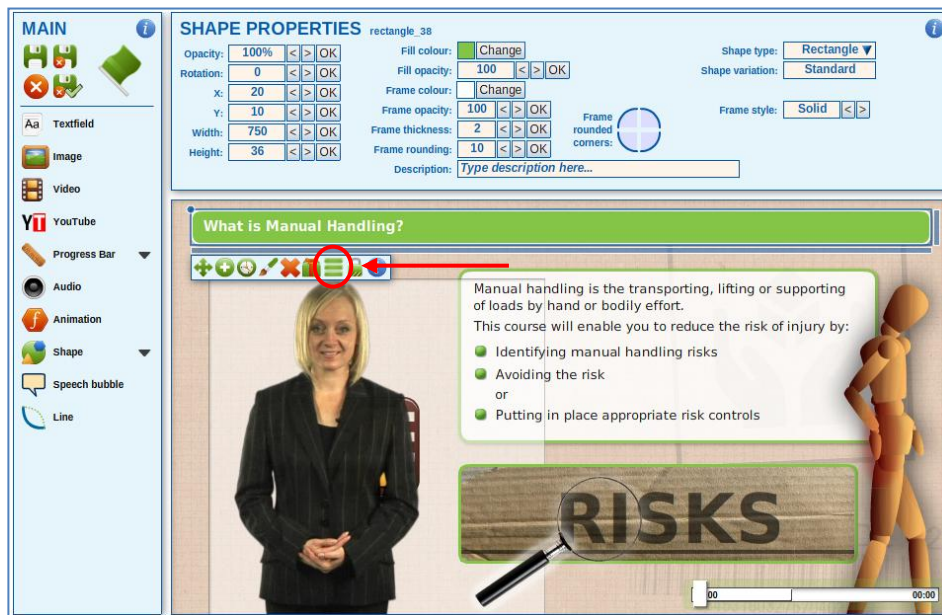 MAIN
i
Aa Textfield
Image
Video
YT YouTube
Progress Bar
Audio
f Animation
Shape
Speech bubble
Line
SHAPE PROPERTIES rectangle_38
i
Opacity: 100% < > OK
Rotation: 0 < > OK
X: 20 < > OK
Y: 10 < > OK
Width: 750 < > OK
Height: 36 < > OK
Fill colour: Change
Fill opacity: 100 < > OK
Frame colour: Change
Frame opacity: 100 < > OK
Frame thickness: 2 < > OK
Frame rounding: 10 < > OK
Description: Type description here...
Frame
rounded
corners:
Shape type: Rectangle
Shape variation: Standard
Frame style: Solid < >
What is Manual Handling?
Manual handling is the transporting, lifting or supporting
of loads by hand or bodily effort.
This course will enable you to reduce the risk of injury by:
Identifying manual handling risks
Avoiding the risk
or
Putting in place appropriate risk controls
RISKS
00 00:00